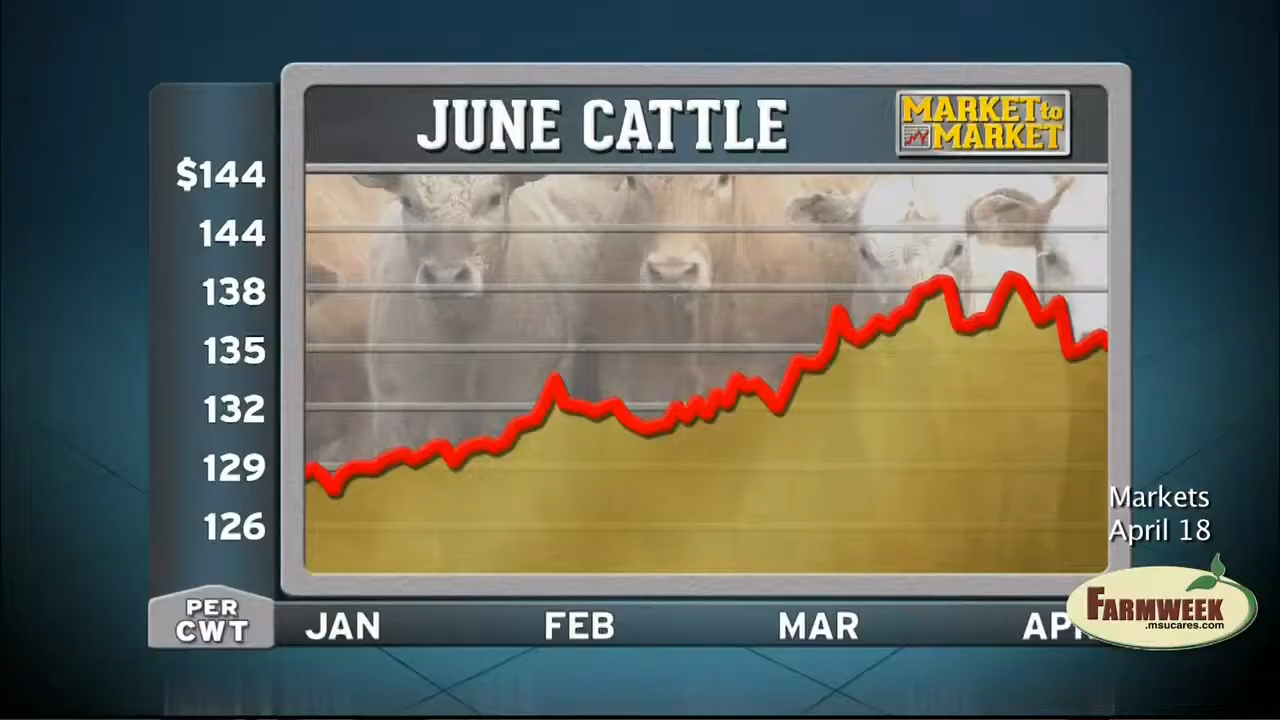 JUNE CATTLE
MARKET to
MARKET
$144
144
138
135
132
129
126
PER
CWT
JAN
FEB
MAR
Markets
April 18
FARMWEEK
.msucares.com